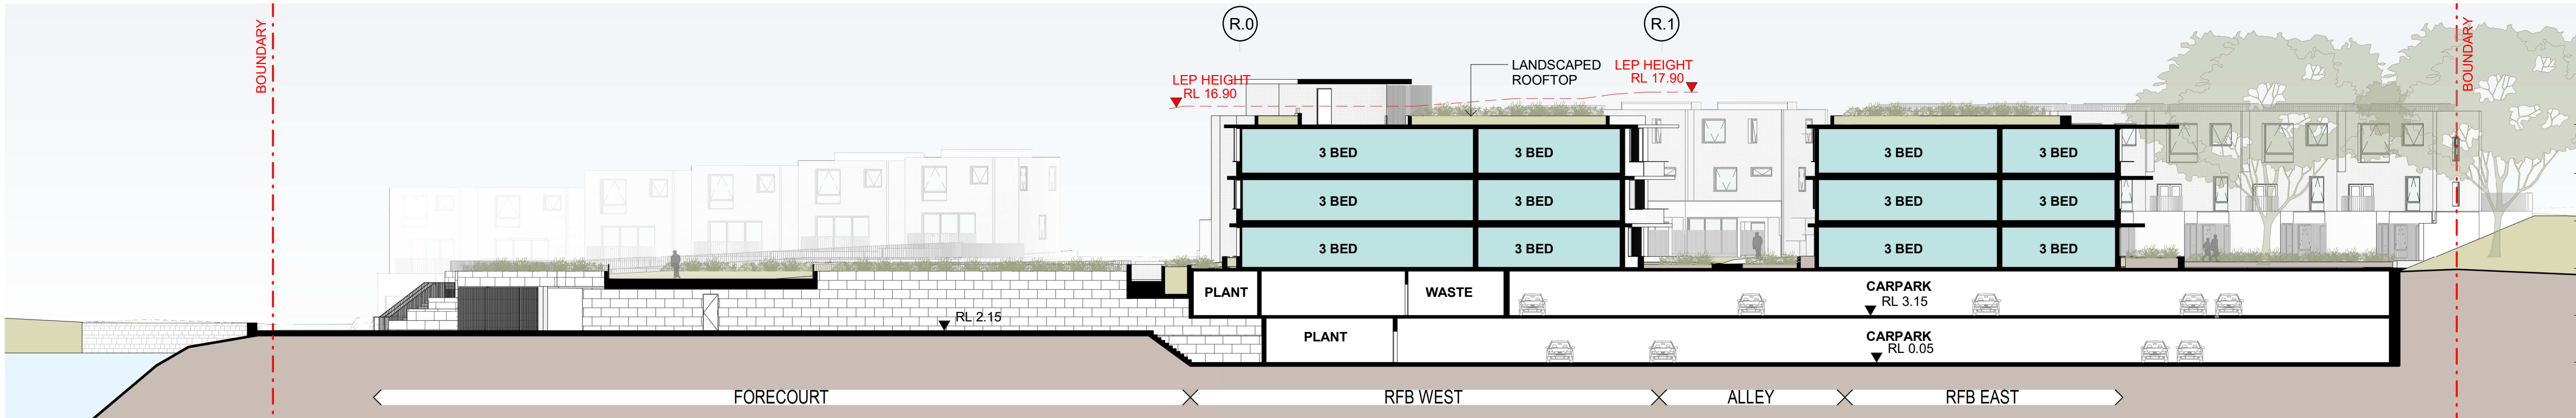 R.0
R.1
BOUNDARY
BOUNDARY
LEP HEIGHT
RL 16.90
LANDSCAPED
ROOFTOP
LEP HEIGHT
RL 17.90
3 BED
3 BED
3 BED
3 BED
3 BED
3 BED
3 BED
3 BED
3 BED
3 BED
3 BED
3 BED
PLANT
WASTE
CARPARK
RL 3.15
RL 2.15
PLANT
CARPARK
RL 0.05
FORECOURT
RFB WEST
ALLEY
RFB EAST